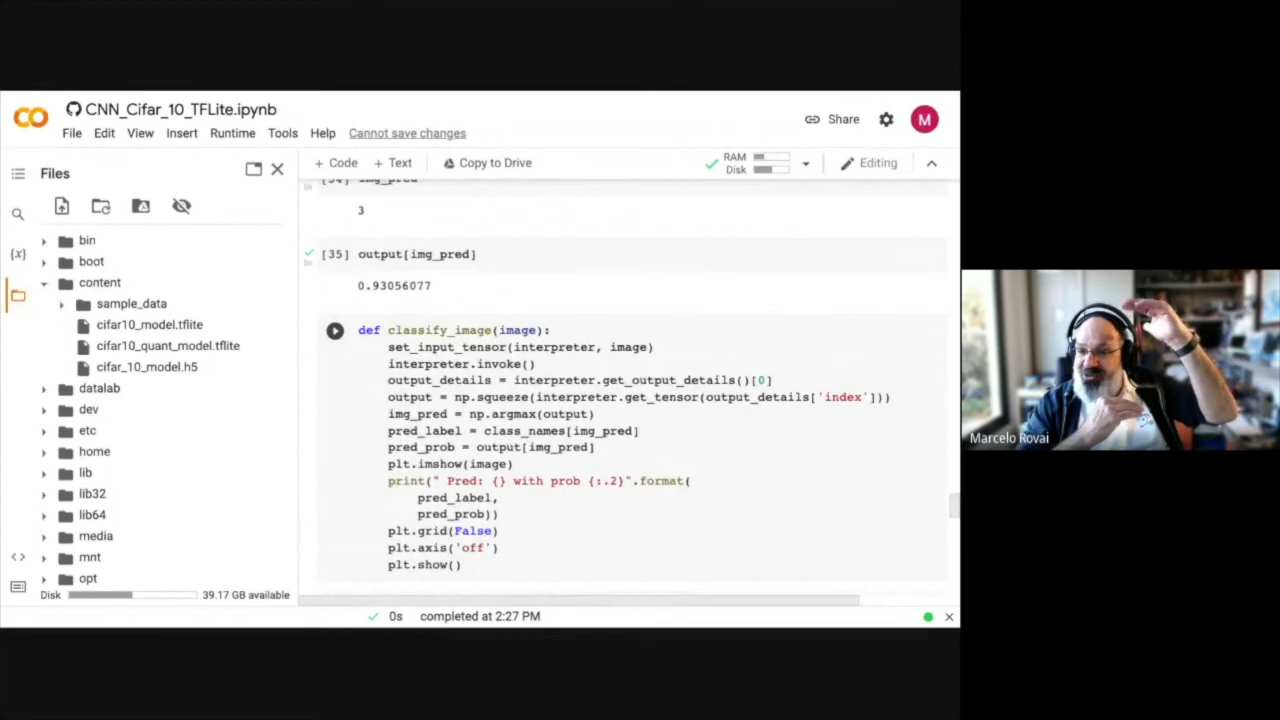 CNN_Cifar_10_TFLite.ipynb
File Edit View Insert Runtime Tools Help Cannot save changes
Share
M
Files
+ Code + Text Copy to Drive
RAM
Disk
Editing
bin
boot
content
sample_data
cifar10_model.tflite
cifar10_quant_model.tflite
cifar_10_model.h5
datalab
dev
etc
home
lib
lib32
lib64
media
mnt
opt
Disk 39.17 GB available
{x}
<>
[34] img_pred
3
[35] output[img_pred]
0s
0.93056077
def classify_image(image):
set_input_tensor(interpreter, image)
interpreter.invoke()
output_details = interpreter.get_output_details()[0]
output = np.squeeze(interpreter.get_tensor(output_details['index']))
img_pred = np.argmax(output)
pred_label = class_names[img_pred]
pred_prob = output[img_pred]
plt.imshow(image)
print(" Pred: {} with prob {:.2}".format(
pred_label,
pred_prob))
plt.grid(False)
plt.axis('off')
plt.show()
0s completed at 2:27 PM
Marcelo Rovai